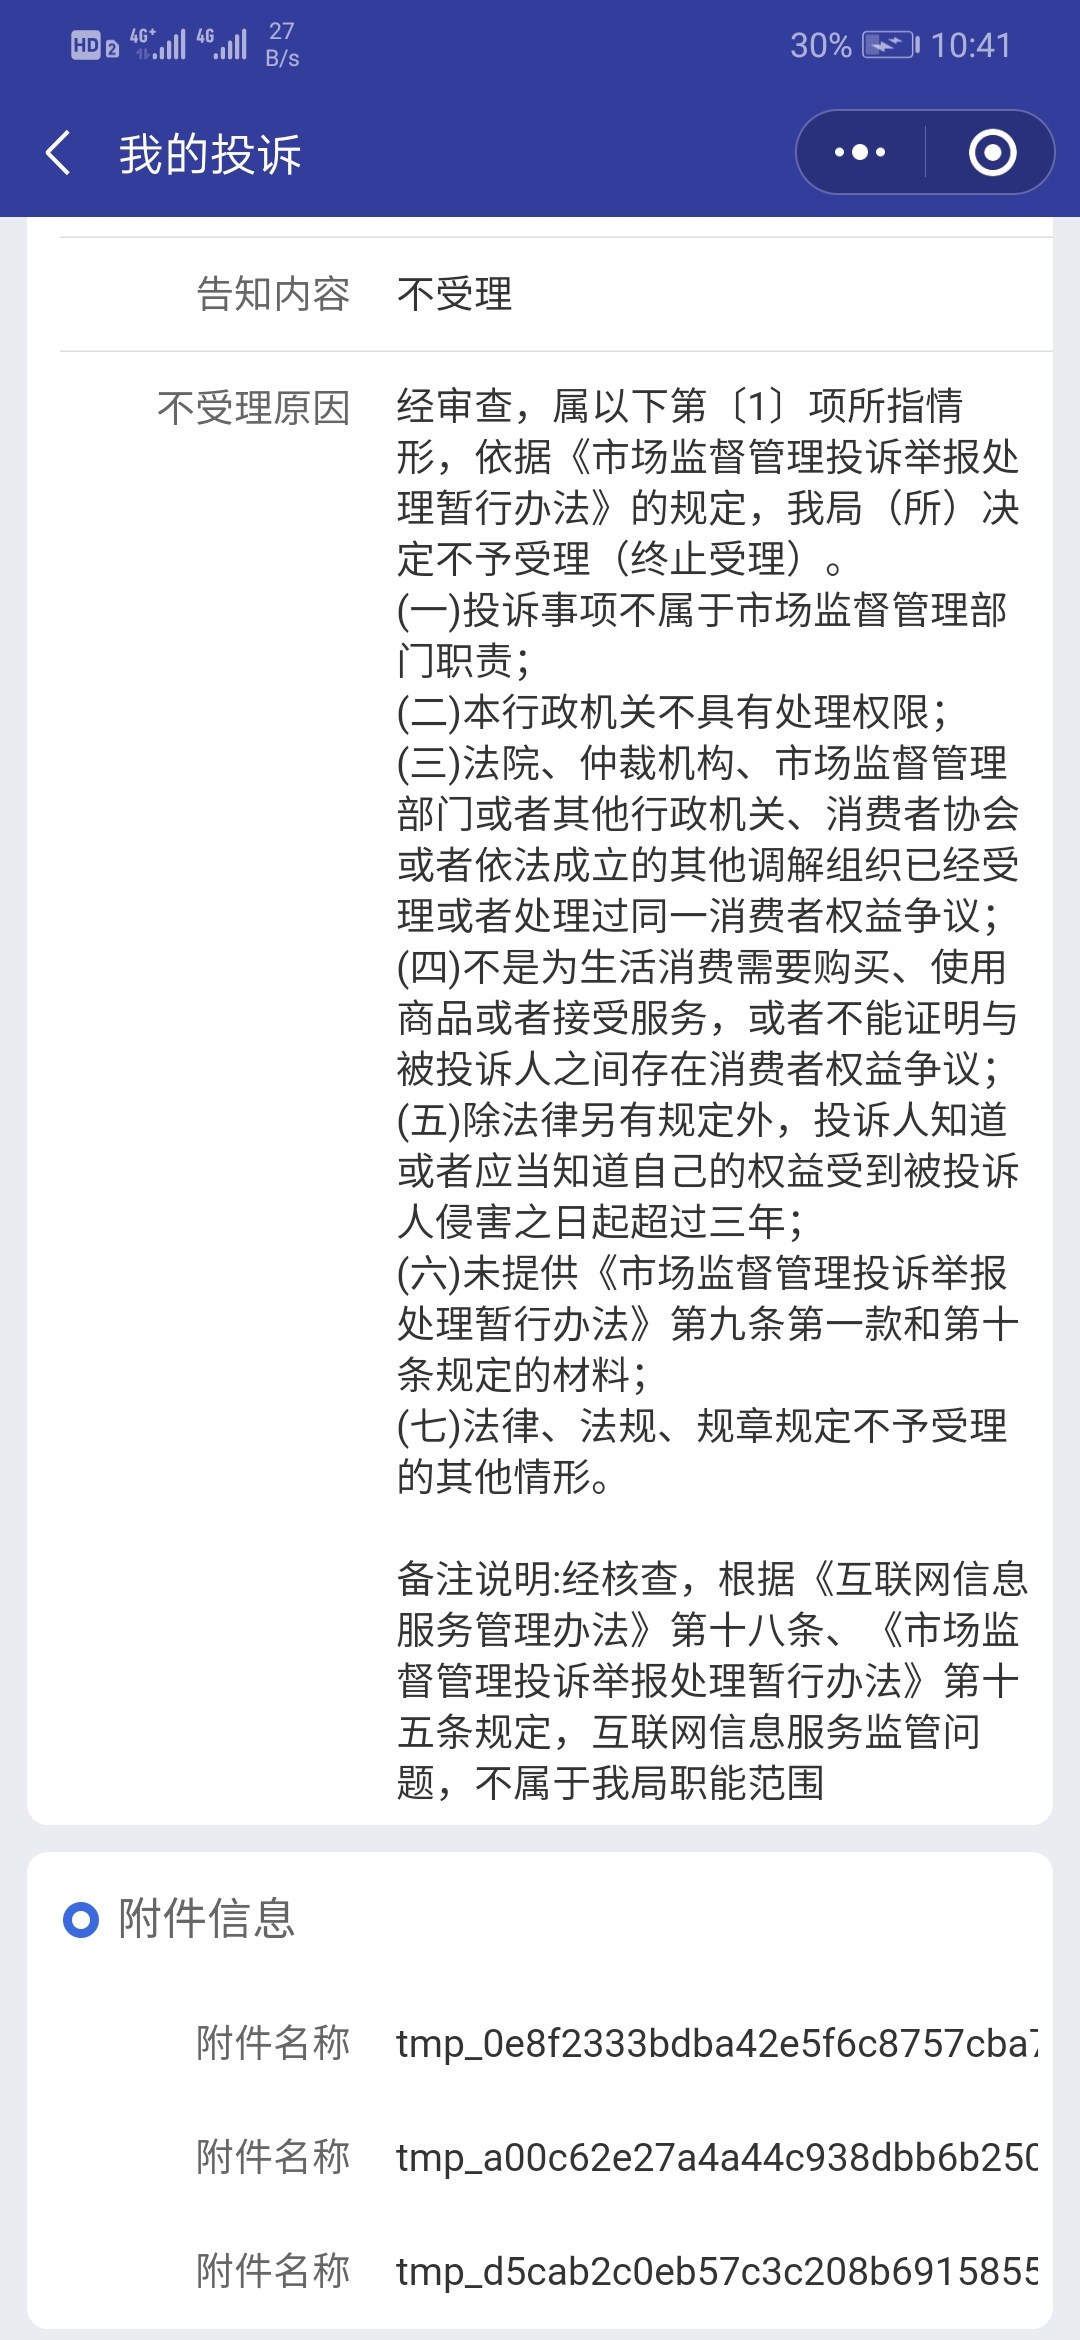 HD 2 4G+ 4G 27 B/s 30% 10:41
我的投诉
告知内容 不受理
不受理原因 经审查，属以下第〔1〕项所指情
形，依据《市场监督管理投诉举报处
理暂行办法》的规定，我局（所）决
定不予受理（终止受理）。
(一)投诉事项不属于市场监督管理部
门职责；
(二)本行政机关不具有处理权限；
(三)法院、仲裁机构、市场监督管理
部门或者其他行政机关、消费者协会
或者依法成立的其他调解组织已经受
理或者处理过同一消费者权益争议；
(四)不是为生活消费需要购买、使用
商品或者接受服务，或者不能证明与
被投诉人之间存在消费者权益争议；
(五)除法律另有规定外，投诉人知道
或者应当知道自己的权益受到被投诉
人侵害之日起超过三年；
(六)未提供《市场监督管理投诉举报
处理暂行办法》第九条第一款和第十
条规定的材料；
(七)法律、法规、规章规定不予受理
的其他情形。
备注说明:经核查，根据《互联网信息
服务管理办法》第十八条、《市场监
督管理投诉举报处理暂行办法》第十
五条规定，互联网信息服务监管问
题，不属于我局职能范围
附件信息
附件名称 tmp_0e8f2333bdba42e5f6c8757cba7
附件名称 tmp_a00c62e27a4a44c938dbb6b250
附件名称 tmp_d5cab2c0eb57c3c208b6915855